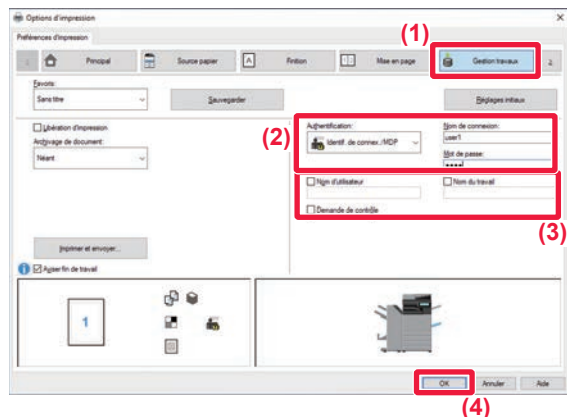 Options d'impression
Préférences d'impression
(1)
Principal
Source papier
Finition
Mise en page
Gestion travaux
Favoris:
Sans titre
Sauvegarder
Réglages initiaux
Libération d'impression
Archivage de document:
Néant
(2)
Authentification:
Identif. de connex./MDP
Nom de connexion:
user1
Mot de passe:
••••
Nom d'utilisateur
Nom du travail
Demande de contrôle
(3)
Imprimer et envoyer...
Aviser fin de travail
1
OK
Annuler
Aide
(4)